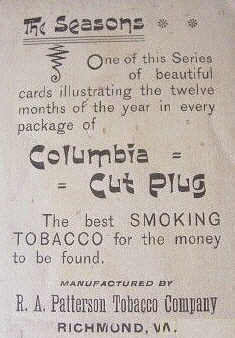 The Seasons
One of this Series
of beautiful
cards illustrating the twelve
months of the year in every
package of
Columbia =
= Cut Plug
The best SMOKING
TOBACCO for the money
to be found.
MANUFACTURED BY
R. A. Patterson Tobacco Company
RICHMOND, VA.